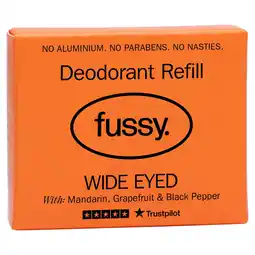 NO ALUMINIUM. NO PARABENS. NO NASTIES.
Deodorant Refill
fussy.
WIDE EYED
With: Mandarin, Grapefruit & Black Pepper
Trustpilot